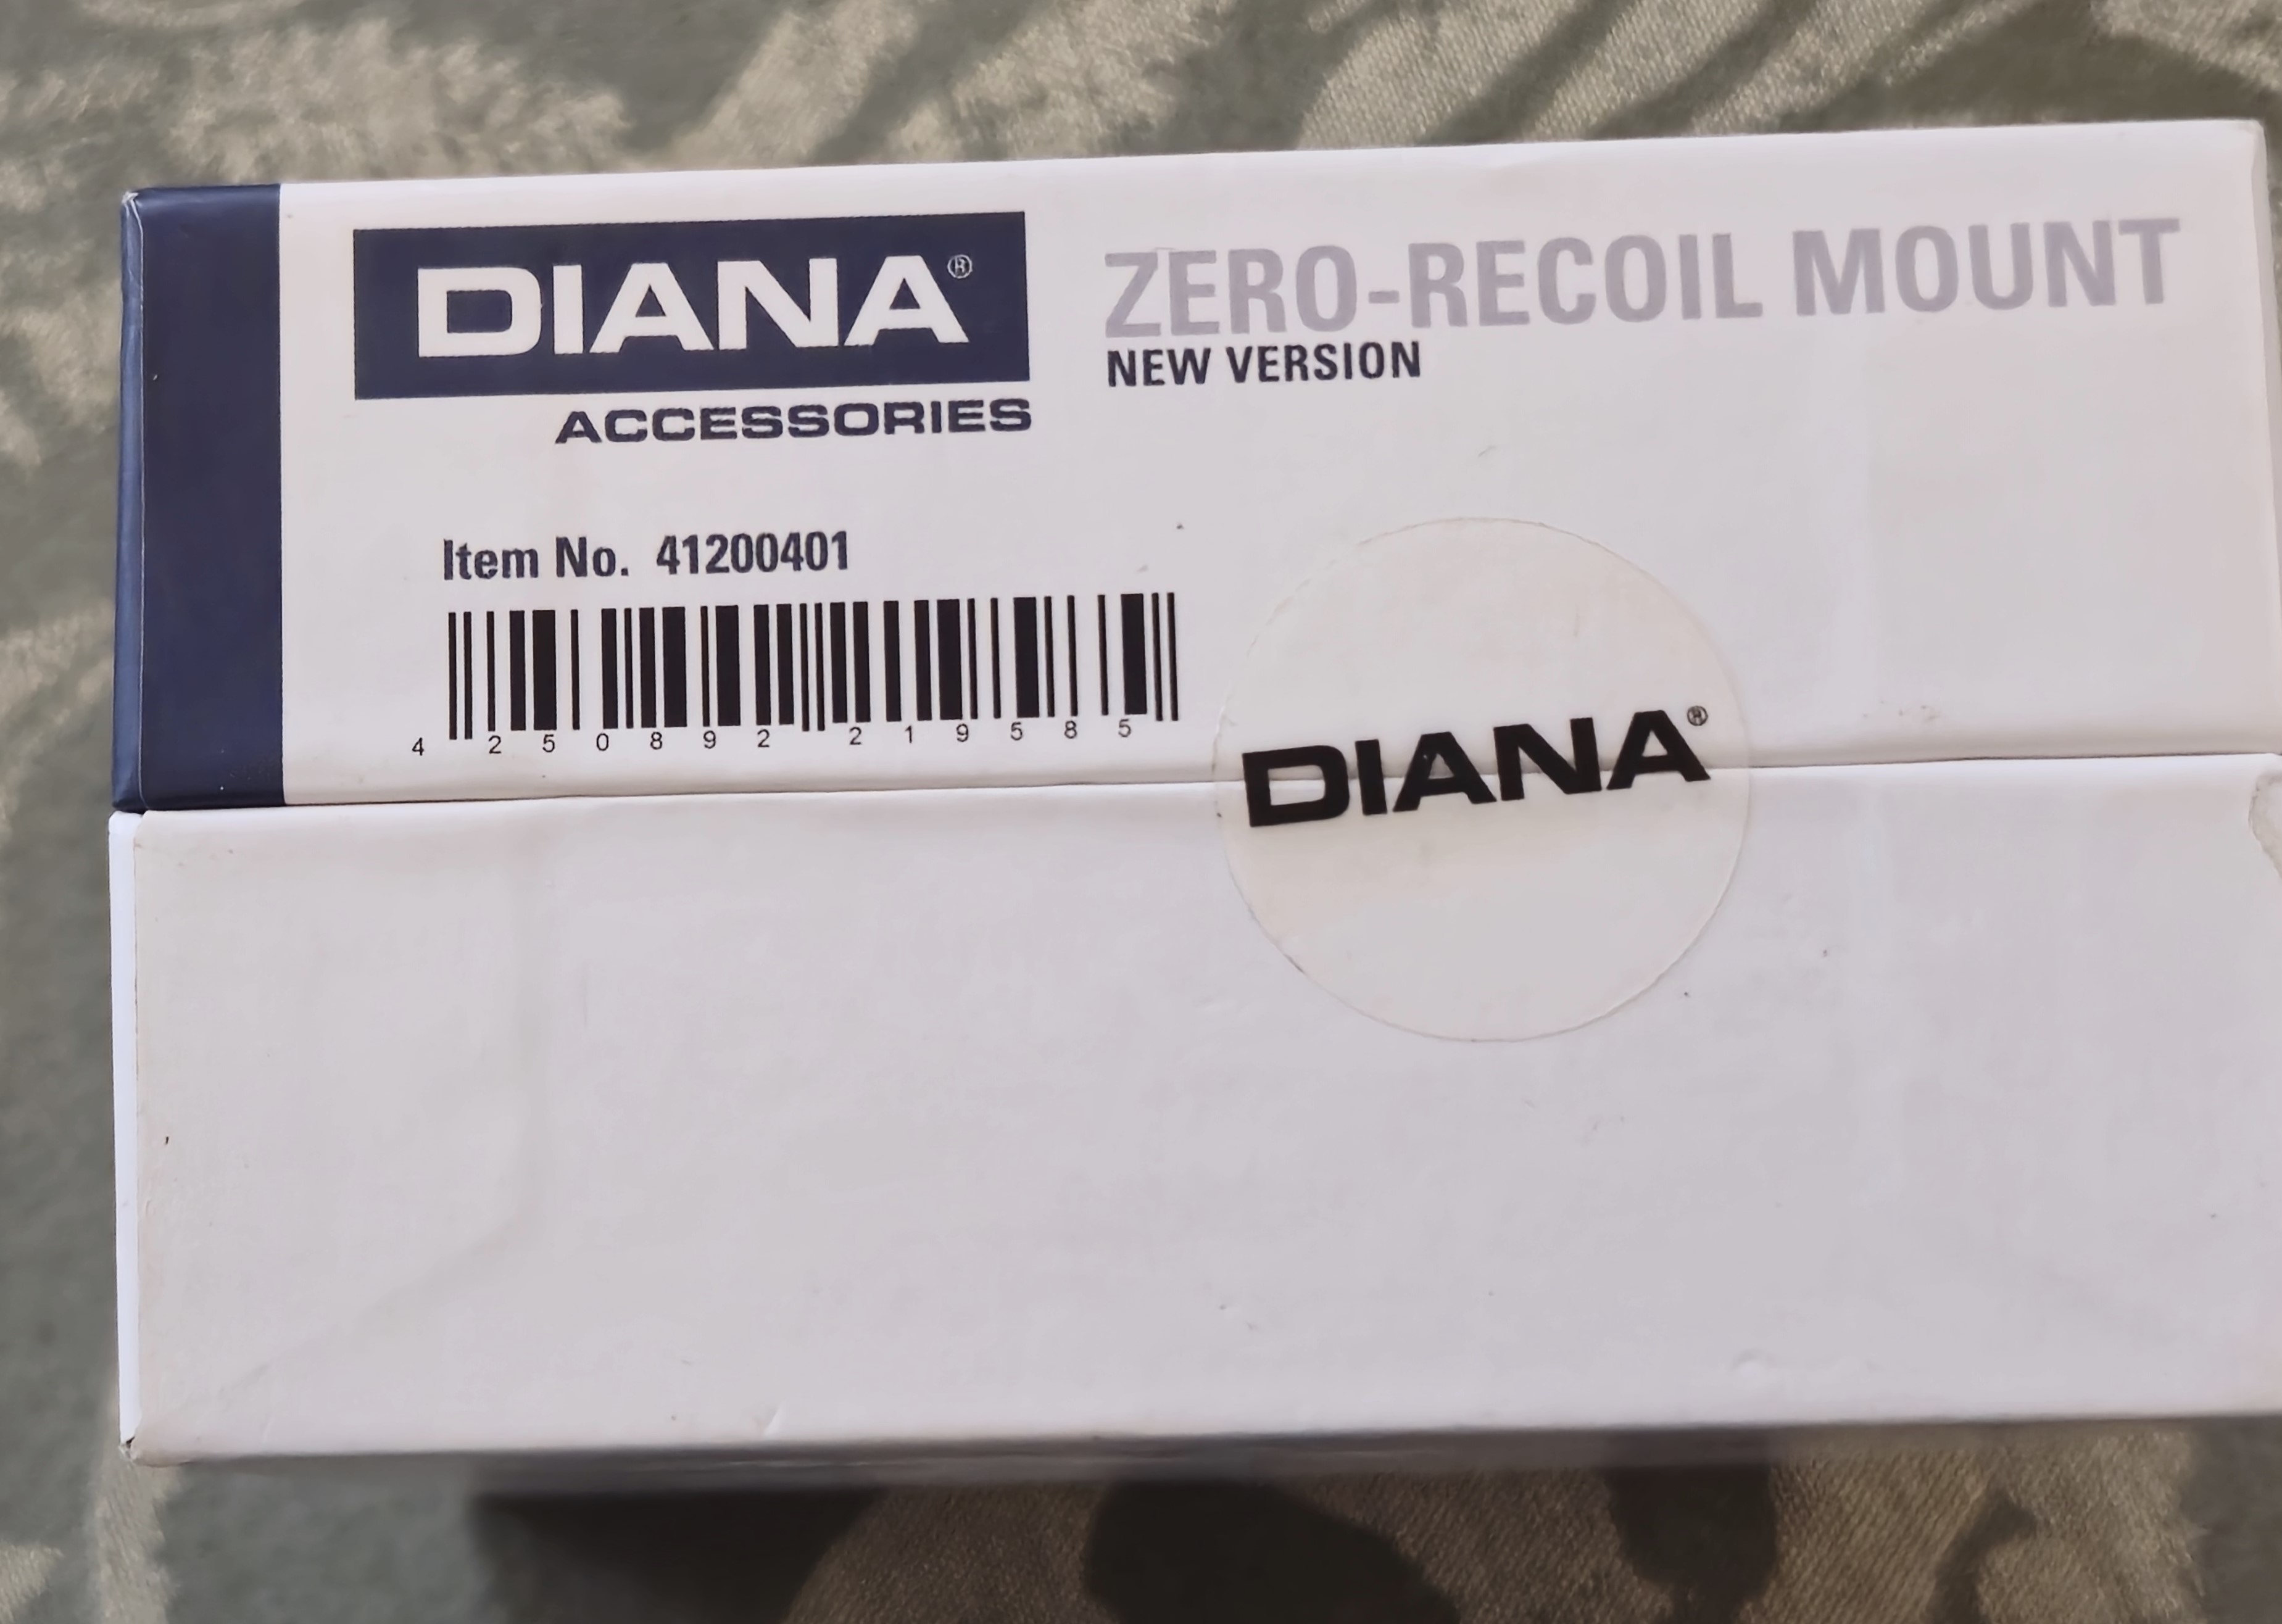 DIANA®
ACCESSORIES
ZERO-RECOIL MOUNT
NEW VERSION
Item No. 41200401
4 250892 219585
DIANA®